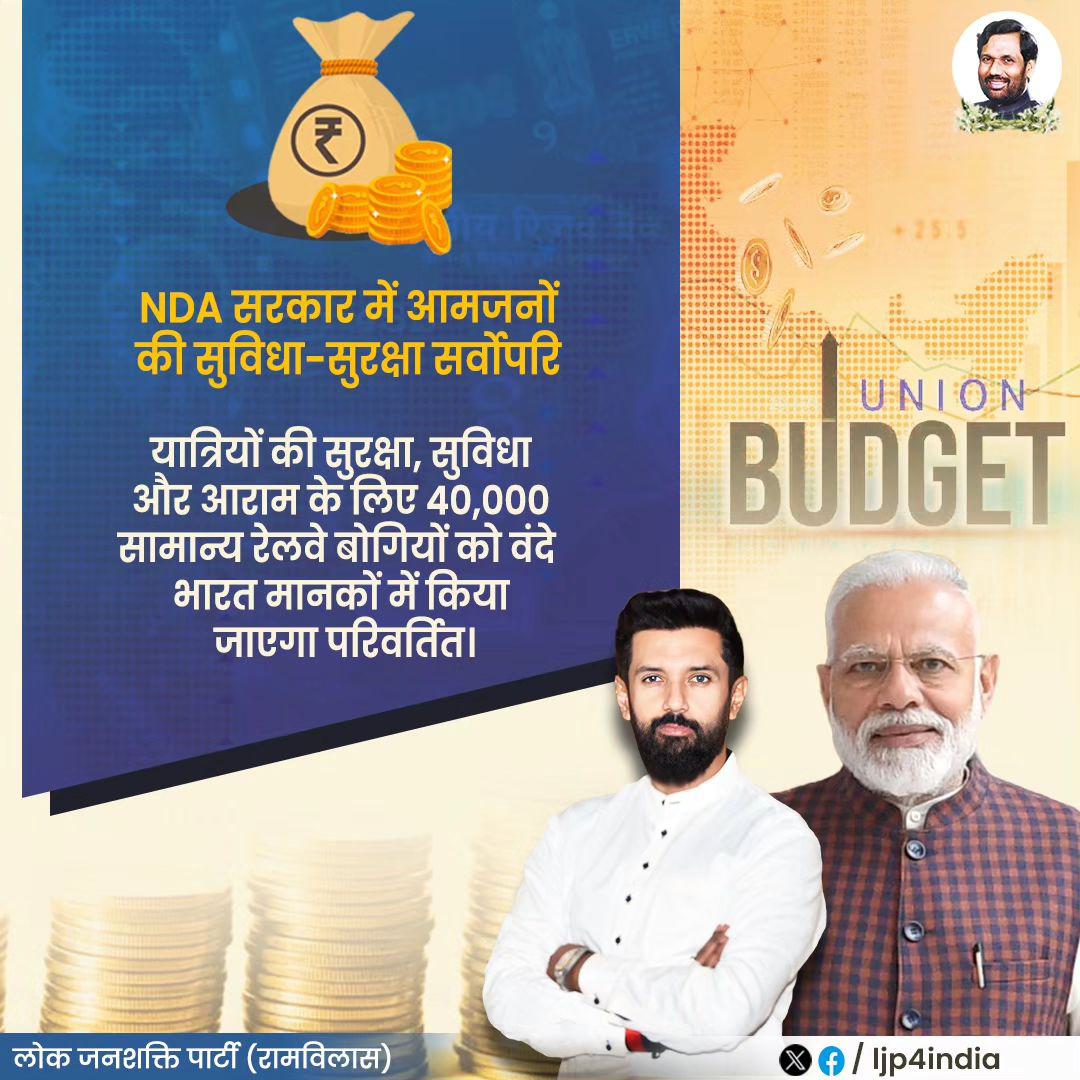 NDA सरकार में आमजनों
की सुविधा-सुरक्षा सर्वोपरि
यात्रियों की सुरक्षा, सुविधा
और आराम के लिए 40,000
सामान्य रेलवे बोगियों को वंदे
भारत मानकों में किया
जाएगा परिवर्तित।
UNION
BUDGET
लोक जनशक्ति पार्टी (रामविलास)
/ ljp4india